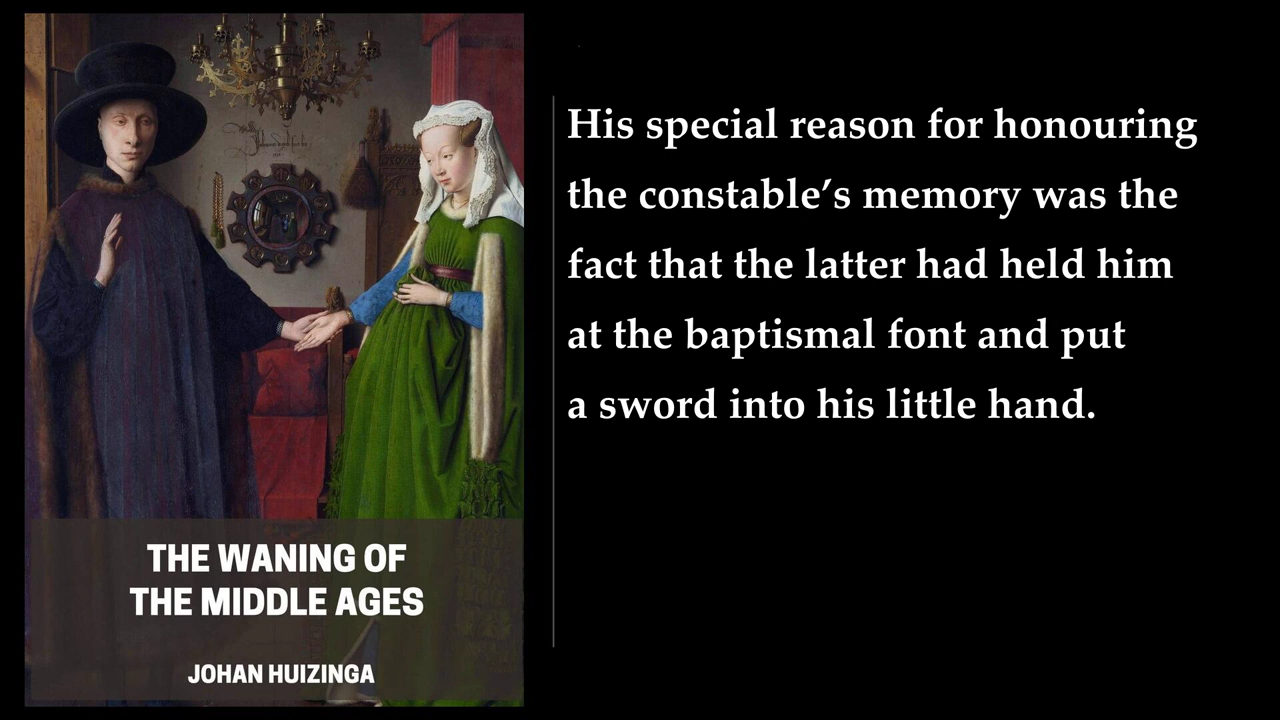 THE WANING OF
THE MIDDLE AGES
JOHAN HUIZINGA
His special reason for honouring
the constable’s memory was the
fact that the latter had held him
at the baptismal font and put
a sword into his little hand.